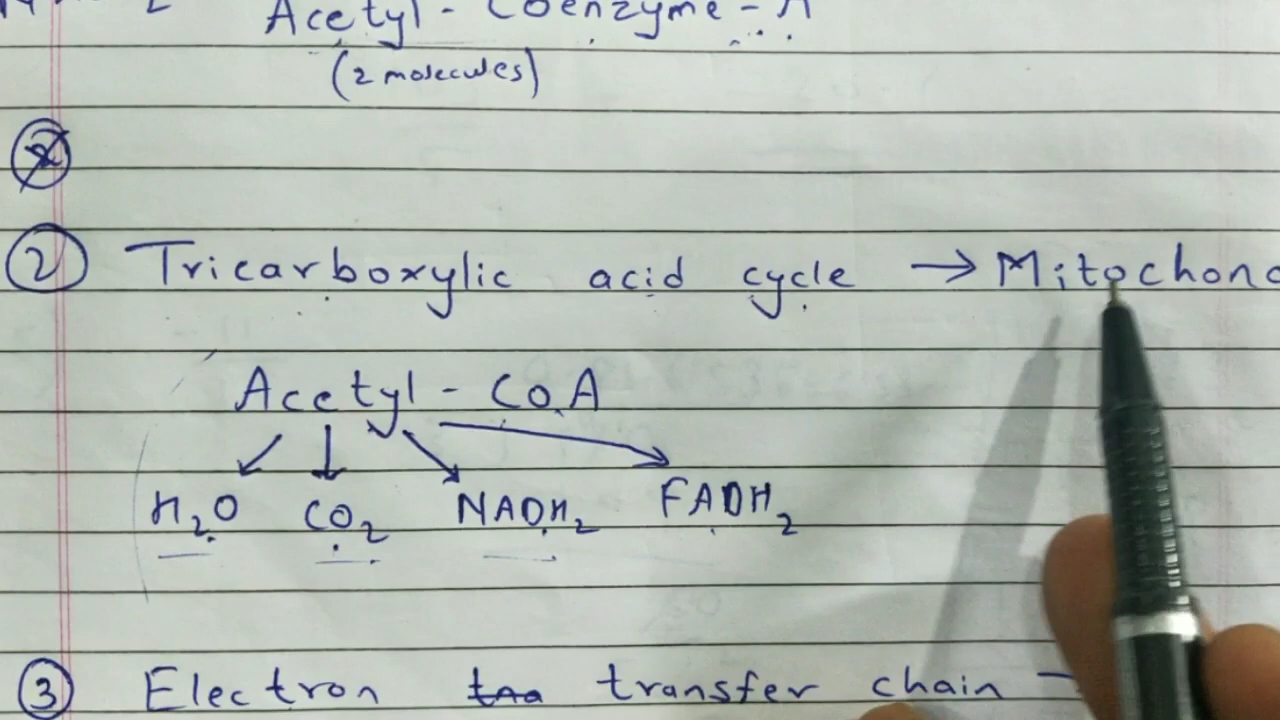 Acetyl - Coenzyme - A
(2 molecules)
② Tricarboxylic acid cycle → Mitochond
Acetyl - CoA
H₂O CO₂ NADH₂ FADH₂
③ Electron transfer chain